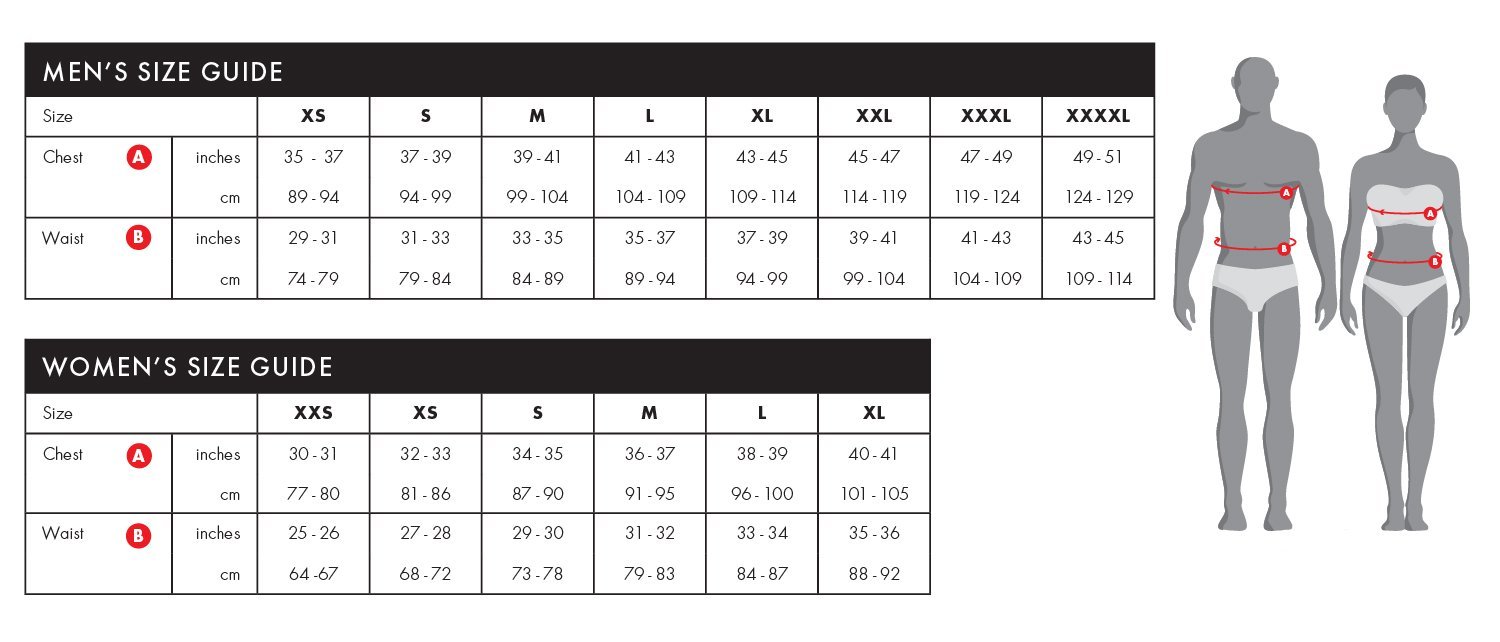 MEN'S SIZE GUIDE
Size XS S M L XL XXL XXXL XXXXL
Chest A inches 35 - 37 37 - 39 39 - 41 41 - 43 43 - 45 45 - 47 47 - 49 49 - 51
cm 89 - 94 94 - 99 99 - 104 104 - 109 109 - 114 114 - 119 119 - 124 124 - 129
Waist B inches 29 - 31 31 - 33 33 - 35 35 - 37 37 - 39 39 - 41 41 - 43 43 - 45
cm 74 - 79 79 - 84 84 - 89 89 - 94 94 - 99 99 - 104 104 - 109 109 - 114
A
A
B
B
WOMEN'S SIZE GUIDE
Size XXS XS S M L XL
Chest A inches 30 - 31 32 - 33 34 - 35 36 - 37 38 - 39 40 - 41
cm 77 - 80 81 - 86 87 - 90 91 - 95 96 - 100 101 - 105
Waist B inches 25 - 26 27 - 28 29 - 30 31 - 32 33 - 34 35 - 36
cm 64 -67 68 - 72 73 - 78 79 - 83 84 - 87 88 - 92